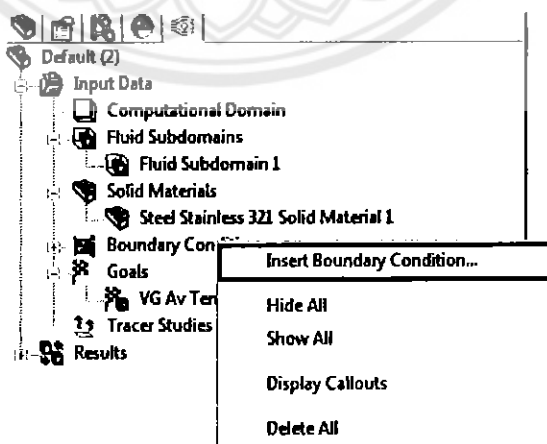 Default (2)
Input Data
Computational Domain
Fluid Subdomains
Fluid Subdomain 1
Solid Materials
Steel Stainless 321 Solid Material 1
Boundary Con
Goals
VG Av Ten
Tracer Studies
Results
Insert Boundary Condition...
Hide All
Show All
Display Callouts
Delete All